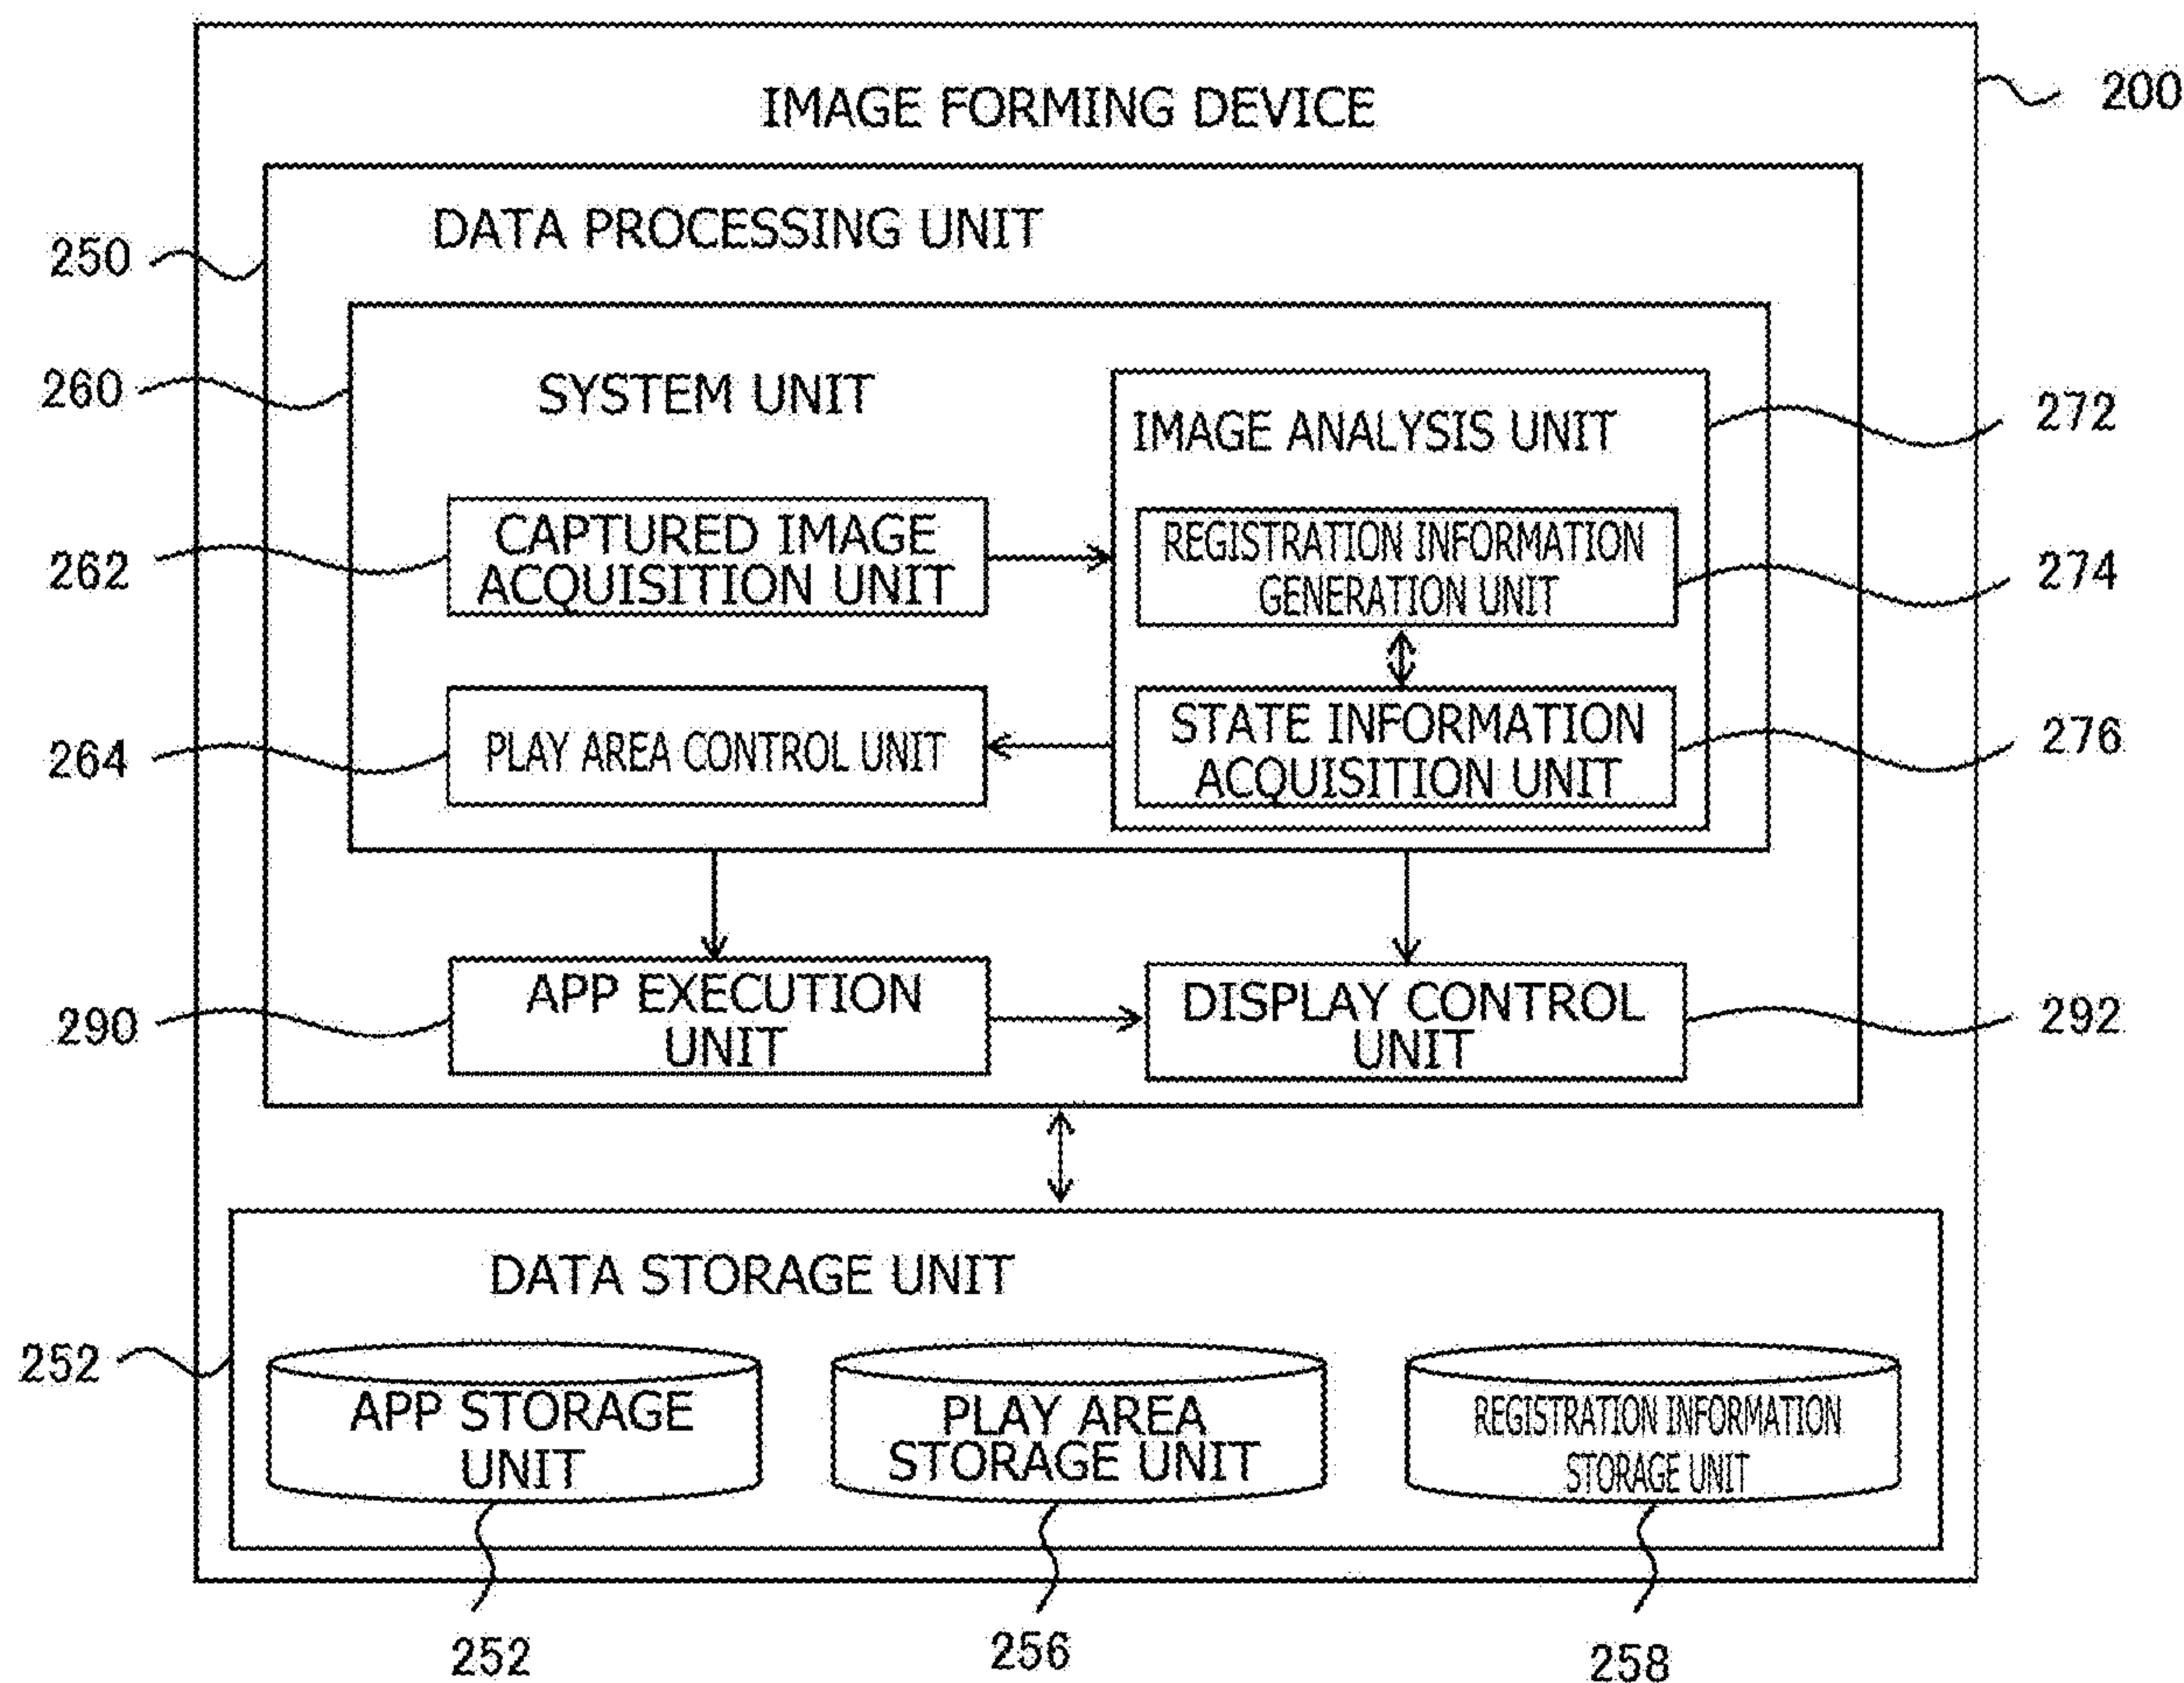 IMAGE FORMING DEVICE
200
DATA PROCESSING UNIT
250
SYSTEM UNIT
260
IMAGE ANALYSIS UNIT
272
CAPTURED IMAGE
ACQUISITION UNIT
262
REGISTRATION INFORMATION
GENERATION UNIT
274
PLAY AREA CONTROL UNIT
264
STATE INFORMATION
ACQUISITION UNIT
276
APP EXECUTION
UNIT
290
DISPLAY CONTROL
UNIT
292
DATA STORAGE UNIT
252
APP STORAGE
UNIT
PLAY AREA
STORAGE UNIT
REGISTRATION INFORMATION
STORAGE UNIT
252
256
258